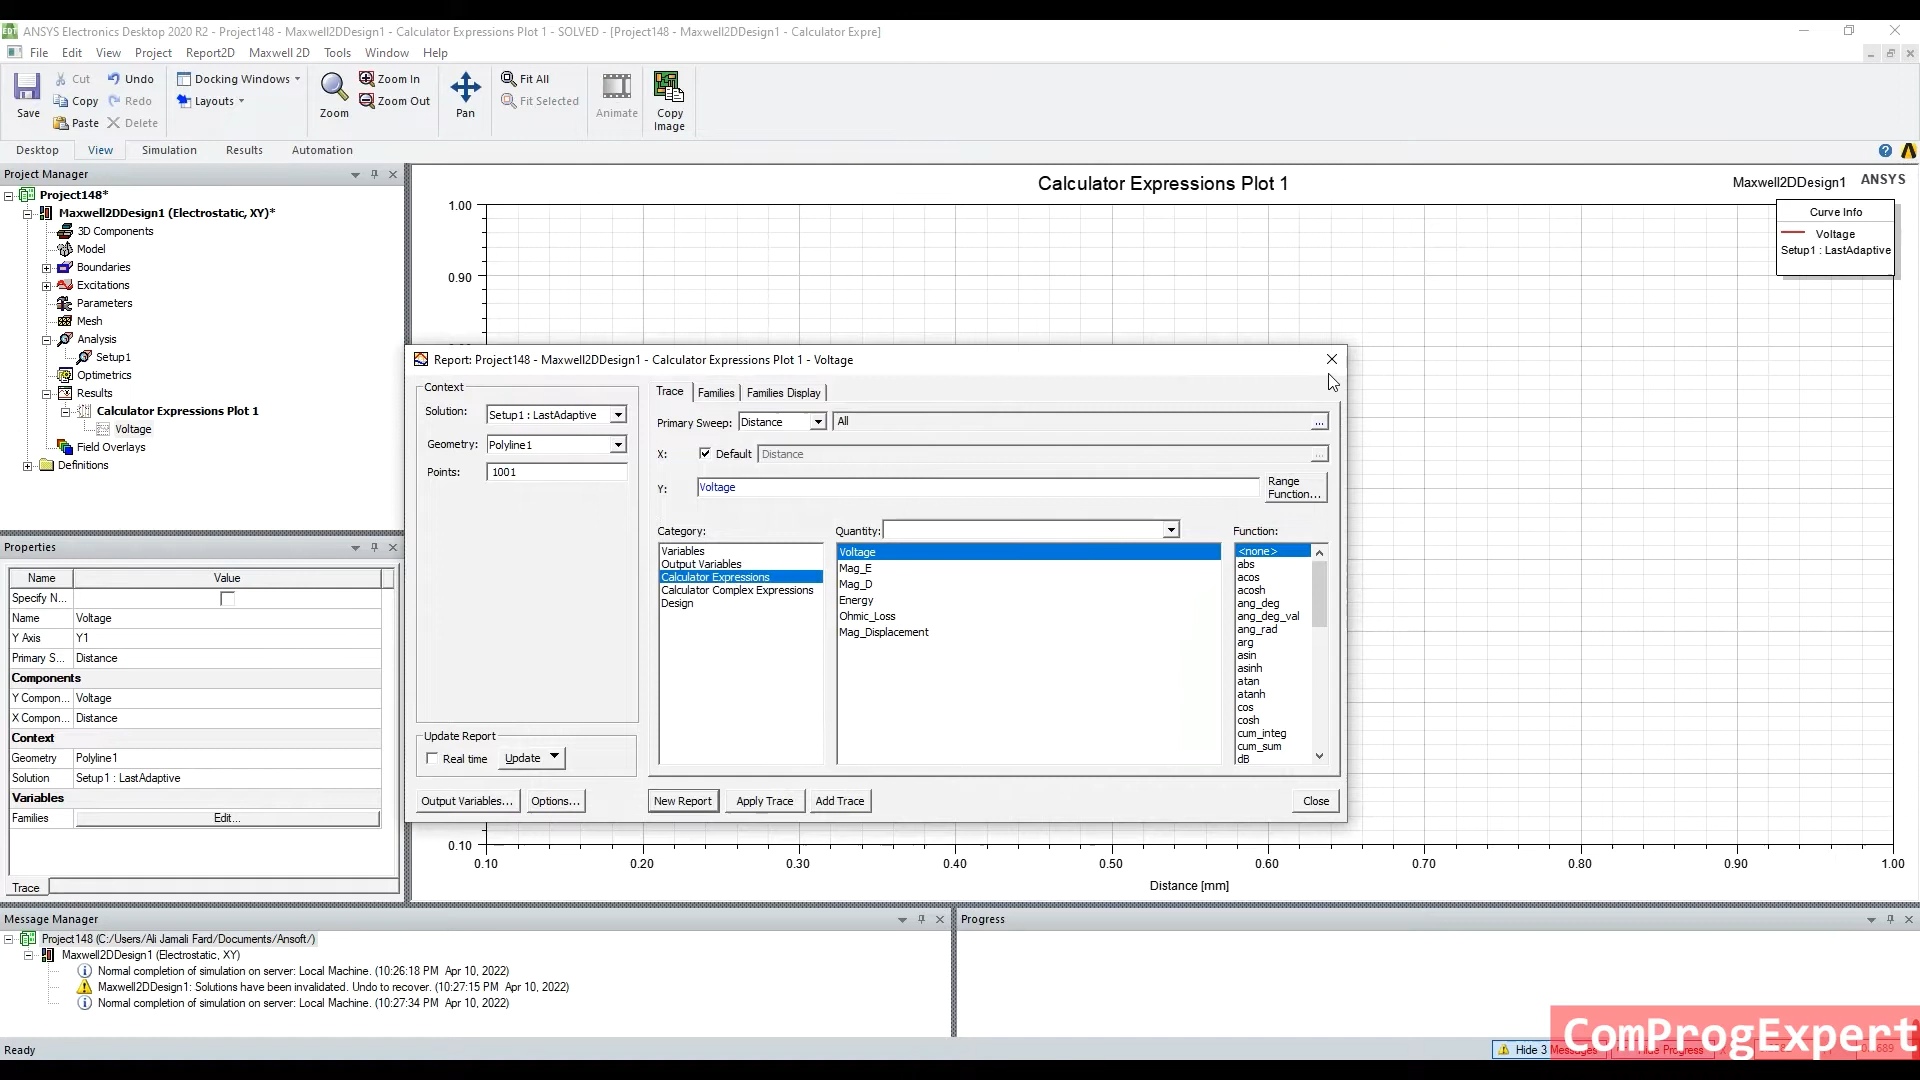 ANSYS Electronics Desktop 2020 R2 - Project148 - Maxwell2DDesign1 - Calculator Expressions Plot 1 - SOLVED - [Project148 - Maxwell2DDesign1 - Calculator Expre]
File Edit View Project Report2D Maxwell 2D Tools Window Help
Save
Cut
Copy
Paste
Undo
Redo
Delete
Docking Windows
Layouts
Zoom
Zoom In
Zoom Out
Pan
Fit All
Fit Selected
Animate
Copy
Image
Desktop View Simulation Results Automation
Project Manager
Project148*
Maxwell2DDesign1 (Electrostatic, XY)*
3D Components
Model
Boundaries
Excitations
Parameters
Mesh
Analysis
Setup1
Optimetrics
Results
Calculator Expressions Plot 1
Voltage
Field Overlays
Definitions
Calculator Expressions Plot 1
Maxwell2DDesign1
ANSYS
Curve Info
Voltage
Setup1 : LastAdaptive
1.00
0.90
0.10
0.10 0.20 0.30 0.40 0.50 0.60 0.70 0.80 0.90 1.00
Distance [mm]
Report: Project148 - Maxwell2DDesign1 - Calculator Expressions Plot 1 - Voltage
Context
Solution: Setup1 : LastAdaptive
Geometry: Polyline1
Points: 1001
Update Report
Real time
Update
Trace Families Families Display
Primary Sweep: Distance All ...
X: Default Distance ...
Y: Voltage
Range
Function...
Category:
Variables
Output Variables
Calculator Expressions
Calculator Complex Expressions
Design
Quantity:
Voltage
Mag_E
Mag_D
Energy
Ohmic_Loss
Mag_Displacement
Function:
<none>
abs
acos
acosh
ang_deg
ang_deg_val
ang_rad
arg
asin
asinh
atan
atanh
cos
cosh
cum_integ
cum_sum
dB
Output Variables... Options... New Report Apply Trace Add Trace Close
Properties
Name Value
Specify N...
Name Voltage
Y Axis Y1
Primary S... Distance
Components
Y Compon... Voltage
X Compon... Distance
Context
Geometry Polyline1
Solution Setup1 : LastAdaptive
Variables
Families Edit...
Trace
Message Manager
Project148 (C:/Users/Ali Jamali Fard/Documents/Ansoft/)
Maxwell2DDesign1 (Electrostatic, XY)
Normal completion of simulation on server: Local Machine. (10:26:18 PM Apr 10, 2022)
Maxwell2DDesign1: Solutions have been invalidated. Undo to recover. (10:27:15 PM Apr 10, 2022)
Normal completion of simulation on server: Local Machine. (10:27:34 PM Apr 10, 2022)
Progress
Ready
Hide 3 Messages
Hide Progress
ComProgExpert